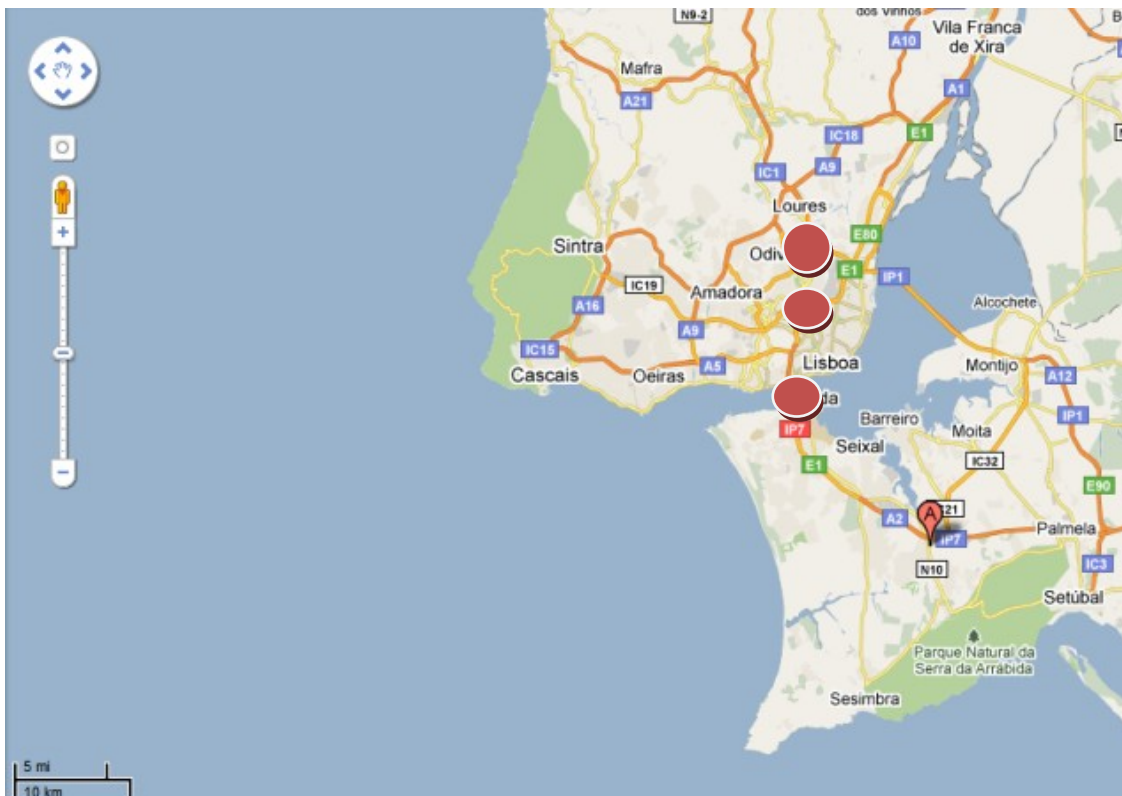 N9-2
dos Vinhos
A10
Vila Franca
de Xira
Mafra
A21
A1
IC18
E1
IC1
A9
Loures
Sintra
E80
E1
IP1
IC19
Amadora
A16
Alcochete
A9
IC15
Lisboa
Cascais
Oeiras
A5
Montijo
A12
IP1
Barreiro
IP7
Moita
Seixal
E1
IC32
E90
A2
A
IP7
Palmela
N10
IC3
Setúbal
Parque Natural da
Serra da Arrábida
Sesimbra
5 mi
10 km